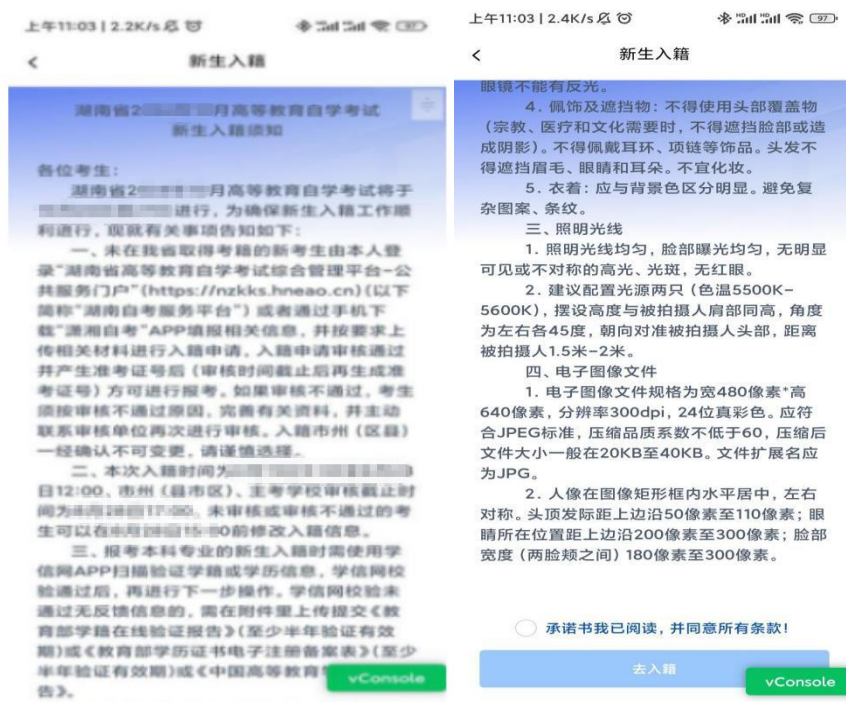 上午11:03 | 2.2K/s
新生入籍
湖南省2 月高等教育自学考试
新生入籍须知
各位考生:
湖南省2 月高等教育自学考试将于
进行,为确保新生入籍工作顺
利进行,现就有关事项告知如下:
一、未在我省取得考籍的新考生由本人登
录“湖南省高等教育自学考试综合管理平台-公
共服务门户”(https://nzkks.hneao.cn)(以下
简称“湖南自考服务平台”)或者通过手机下
载“潇湘自考”APP填报相关信息,并按要求上
传相关材料进行入籍申请,入籍申请审核通过
并产生准考证号后(审核时间截止后再生成准
考证号)方可进行报考。如果审核不通过,考生
须按审核不通过原因,完善有关资料,并主动
联系审核单位再次进行审核。入籍市州(区县)
一经确认不可变更,请谨慎选择。
二、本次入籍时间为
日12:00,市州(县市区)、主考学校审核截止时
间为 未审核或审核不通过的考
生可以在 0前修改入籍信息。
三、报考本科专业的新生入籍时需使用学
信网APP扫描验证学籍或学历信息,学信网校
验通过后,再进行下一步操作。学信网校验未
通过无反馈信息的,需在附件里上传提交《教
育部学籍在线验证报告》(至少半年验证有效
期)或《教育部学历证书电子注册备案表》(至少
半年验证有效期)或《中国高等教育
告》。
vConsole
上午11:03 | 2.4K/s
97
新生入籍
眼镜不能有反光。
4. 佩饰及遮挡物:不得使用头部覆盖物
(宗教、医疗和文化需要时,不得遮挡脸部或造
成阴影)。不得佩戴耳环、项链等饰品。头发不
得遮挡眉毛、眼睛和耳朵。不宜化妆。
5. 衣着:应与背景色区分明显。避免复
杂图案、条纹。
三、照明光线
1. 照明光线均匀,脸部曝光均匀,无明显
可见或不对称的高光、光斑,无红眼。
2. 建议配置光源两只(色温5500K-
5600K),摆设高度与被拍摄人肩部同高,角度
为左右各45度,朝向对准被拍摄人头部,距离
被拍摄人1.5米-2米。
四、电子图像文件
1. 电子图像文件规格为宽480像素*高
640像素,分辨率300dpi,24位真彩色。应符
合JPEG标准,压缩品质系数不低于60,压缩后
文件大小一般在20KB至40KB。文件扩展名应
为JPG。
2. 人像在图像矩形框内水平居中,左右
对称。头顶发际距上边沿50像素至110像素;眼
睛所在位置距上边沿200像素至300像素;脸部
宽度(两脸颊之间)180像素至300像素。
承诺书我已阅读,并同意所有条款!
去入籍
vConsole